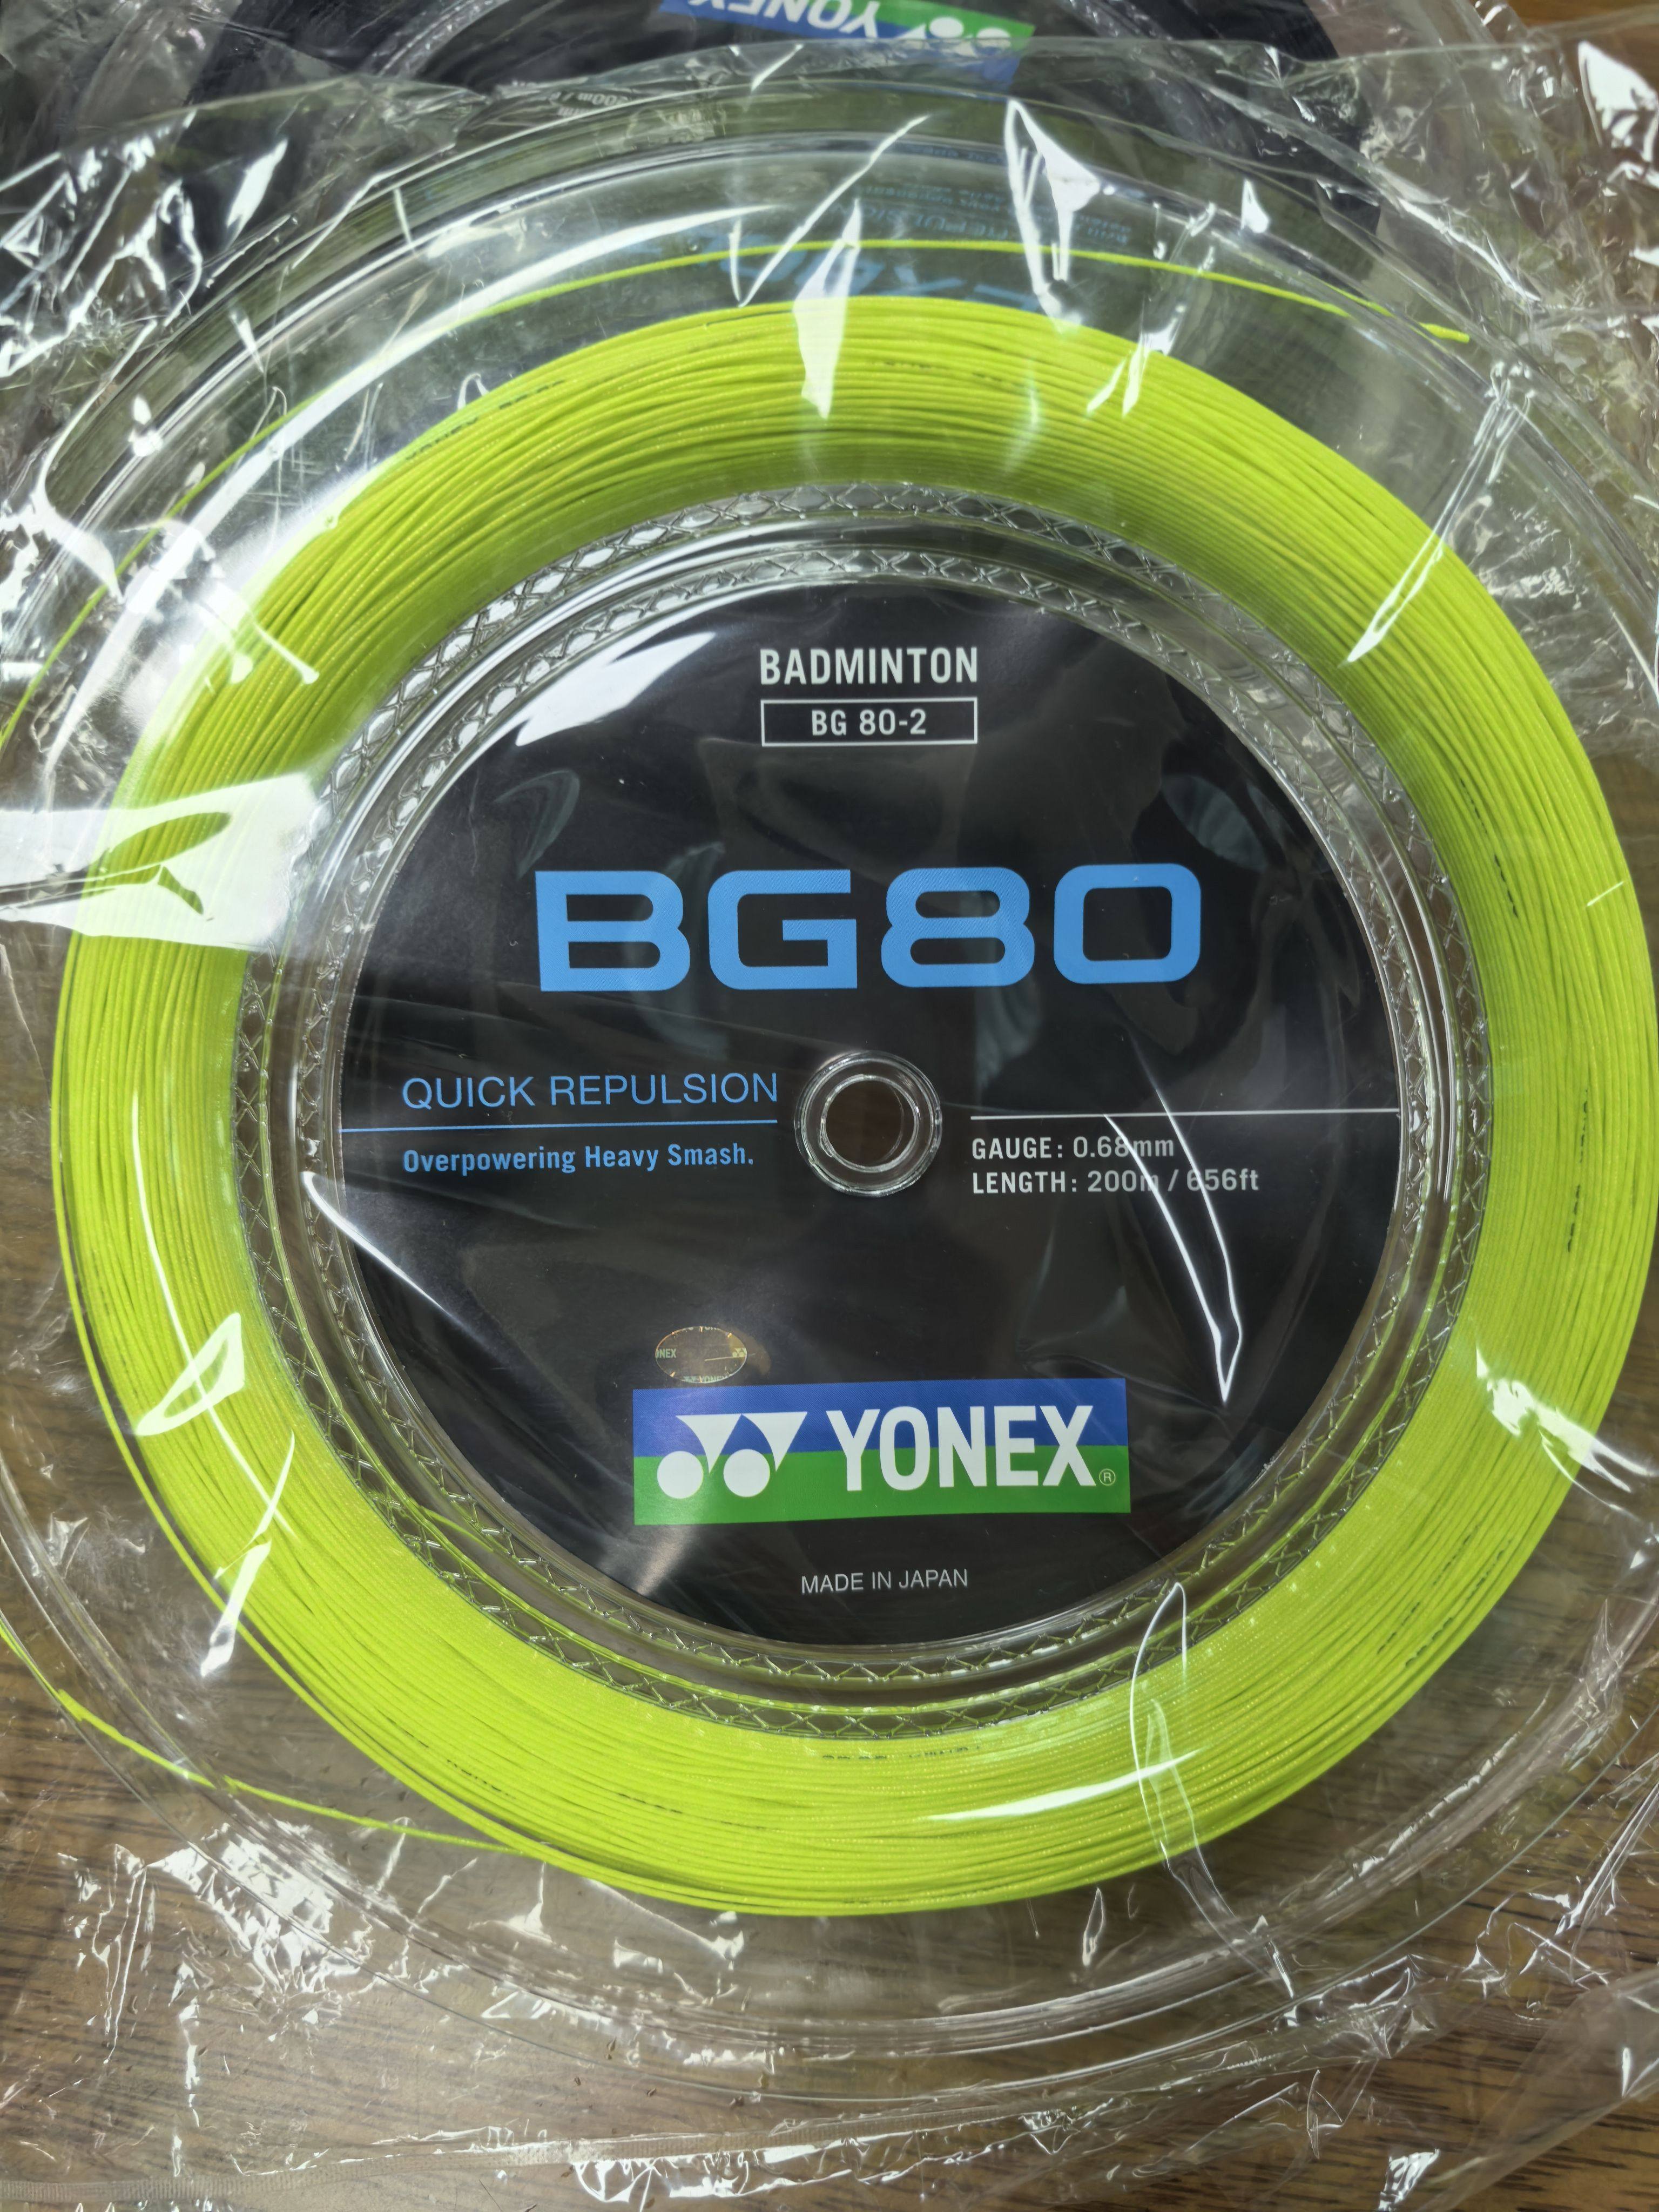 YONEX
BADMINTON
BG 80-2
BG80
QUICK REPULSION
Overpowering Heavy Smash.
GAUGE: 0.68mm
LENGTH: 200m / 656ft
YONEX®
MADE IN JAPAN